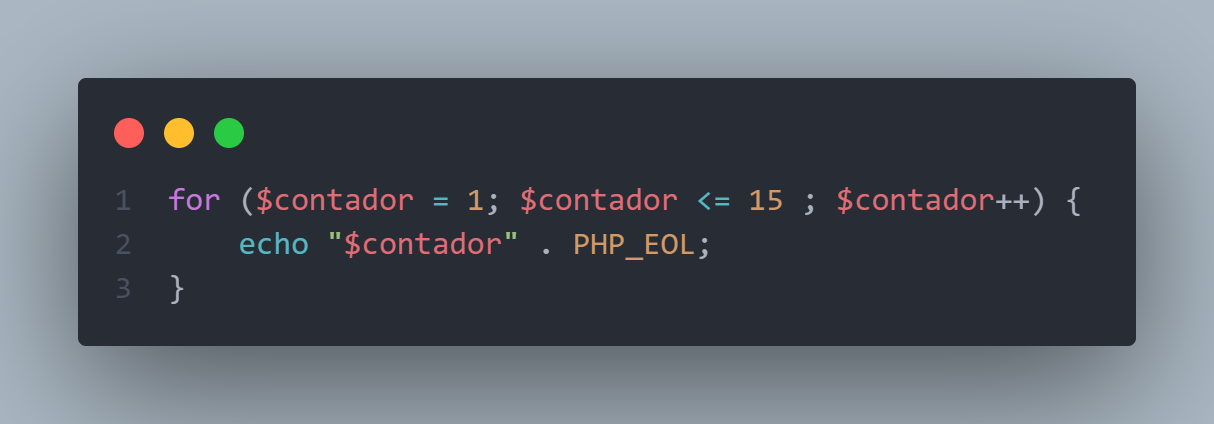 1 for ($contador = 1; $contador <= 15 ; $contador++) {
2     echo "$contador" . PHP_EOL;
3 }